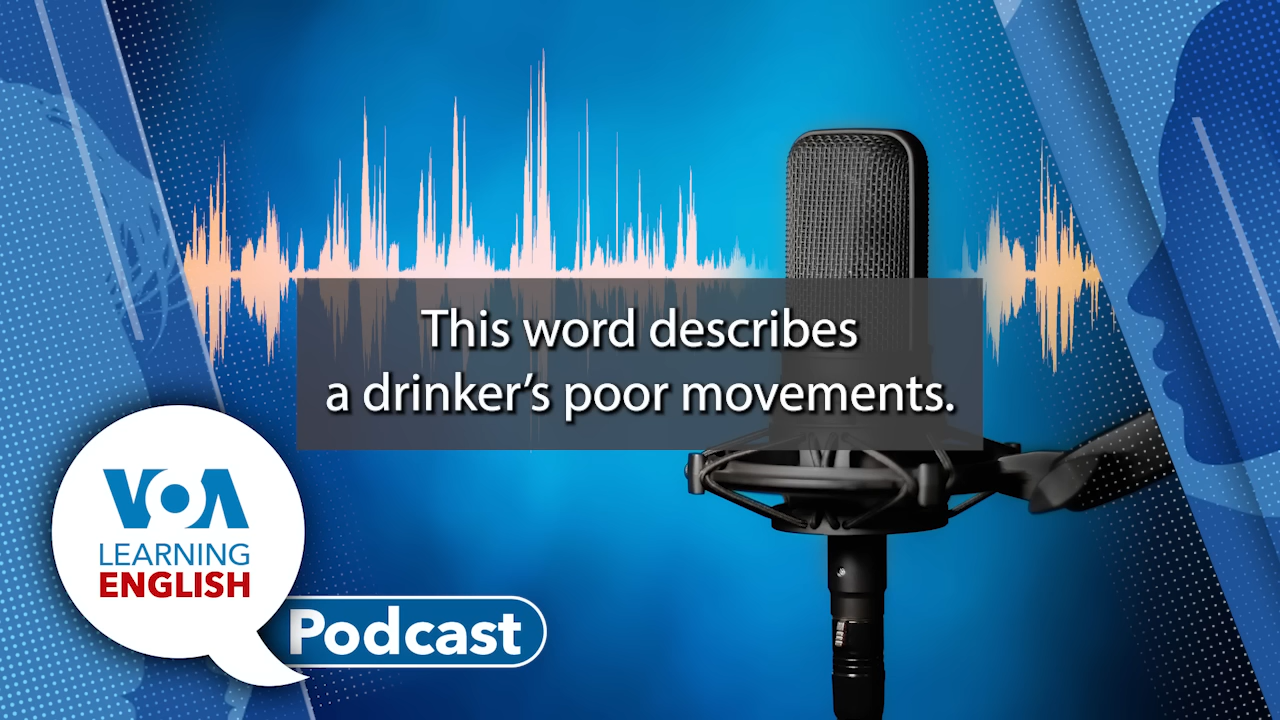 This word describes
a drinker’s poor movements.
VOA
LEARNING
ENGLISH
Podcast